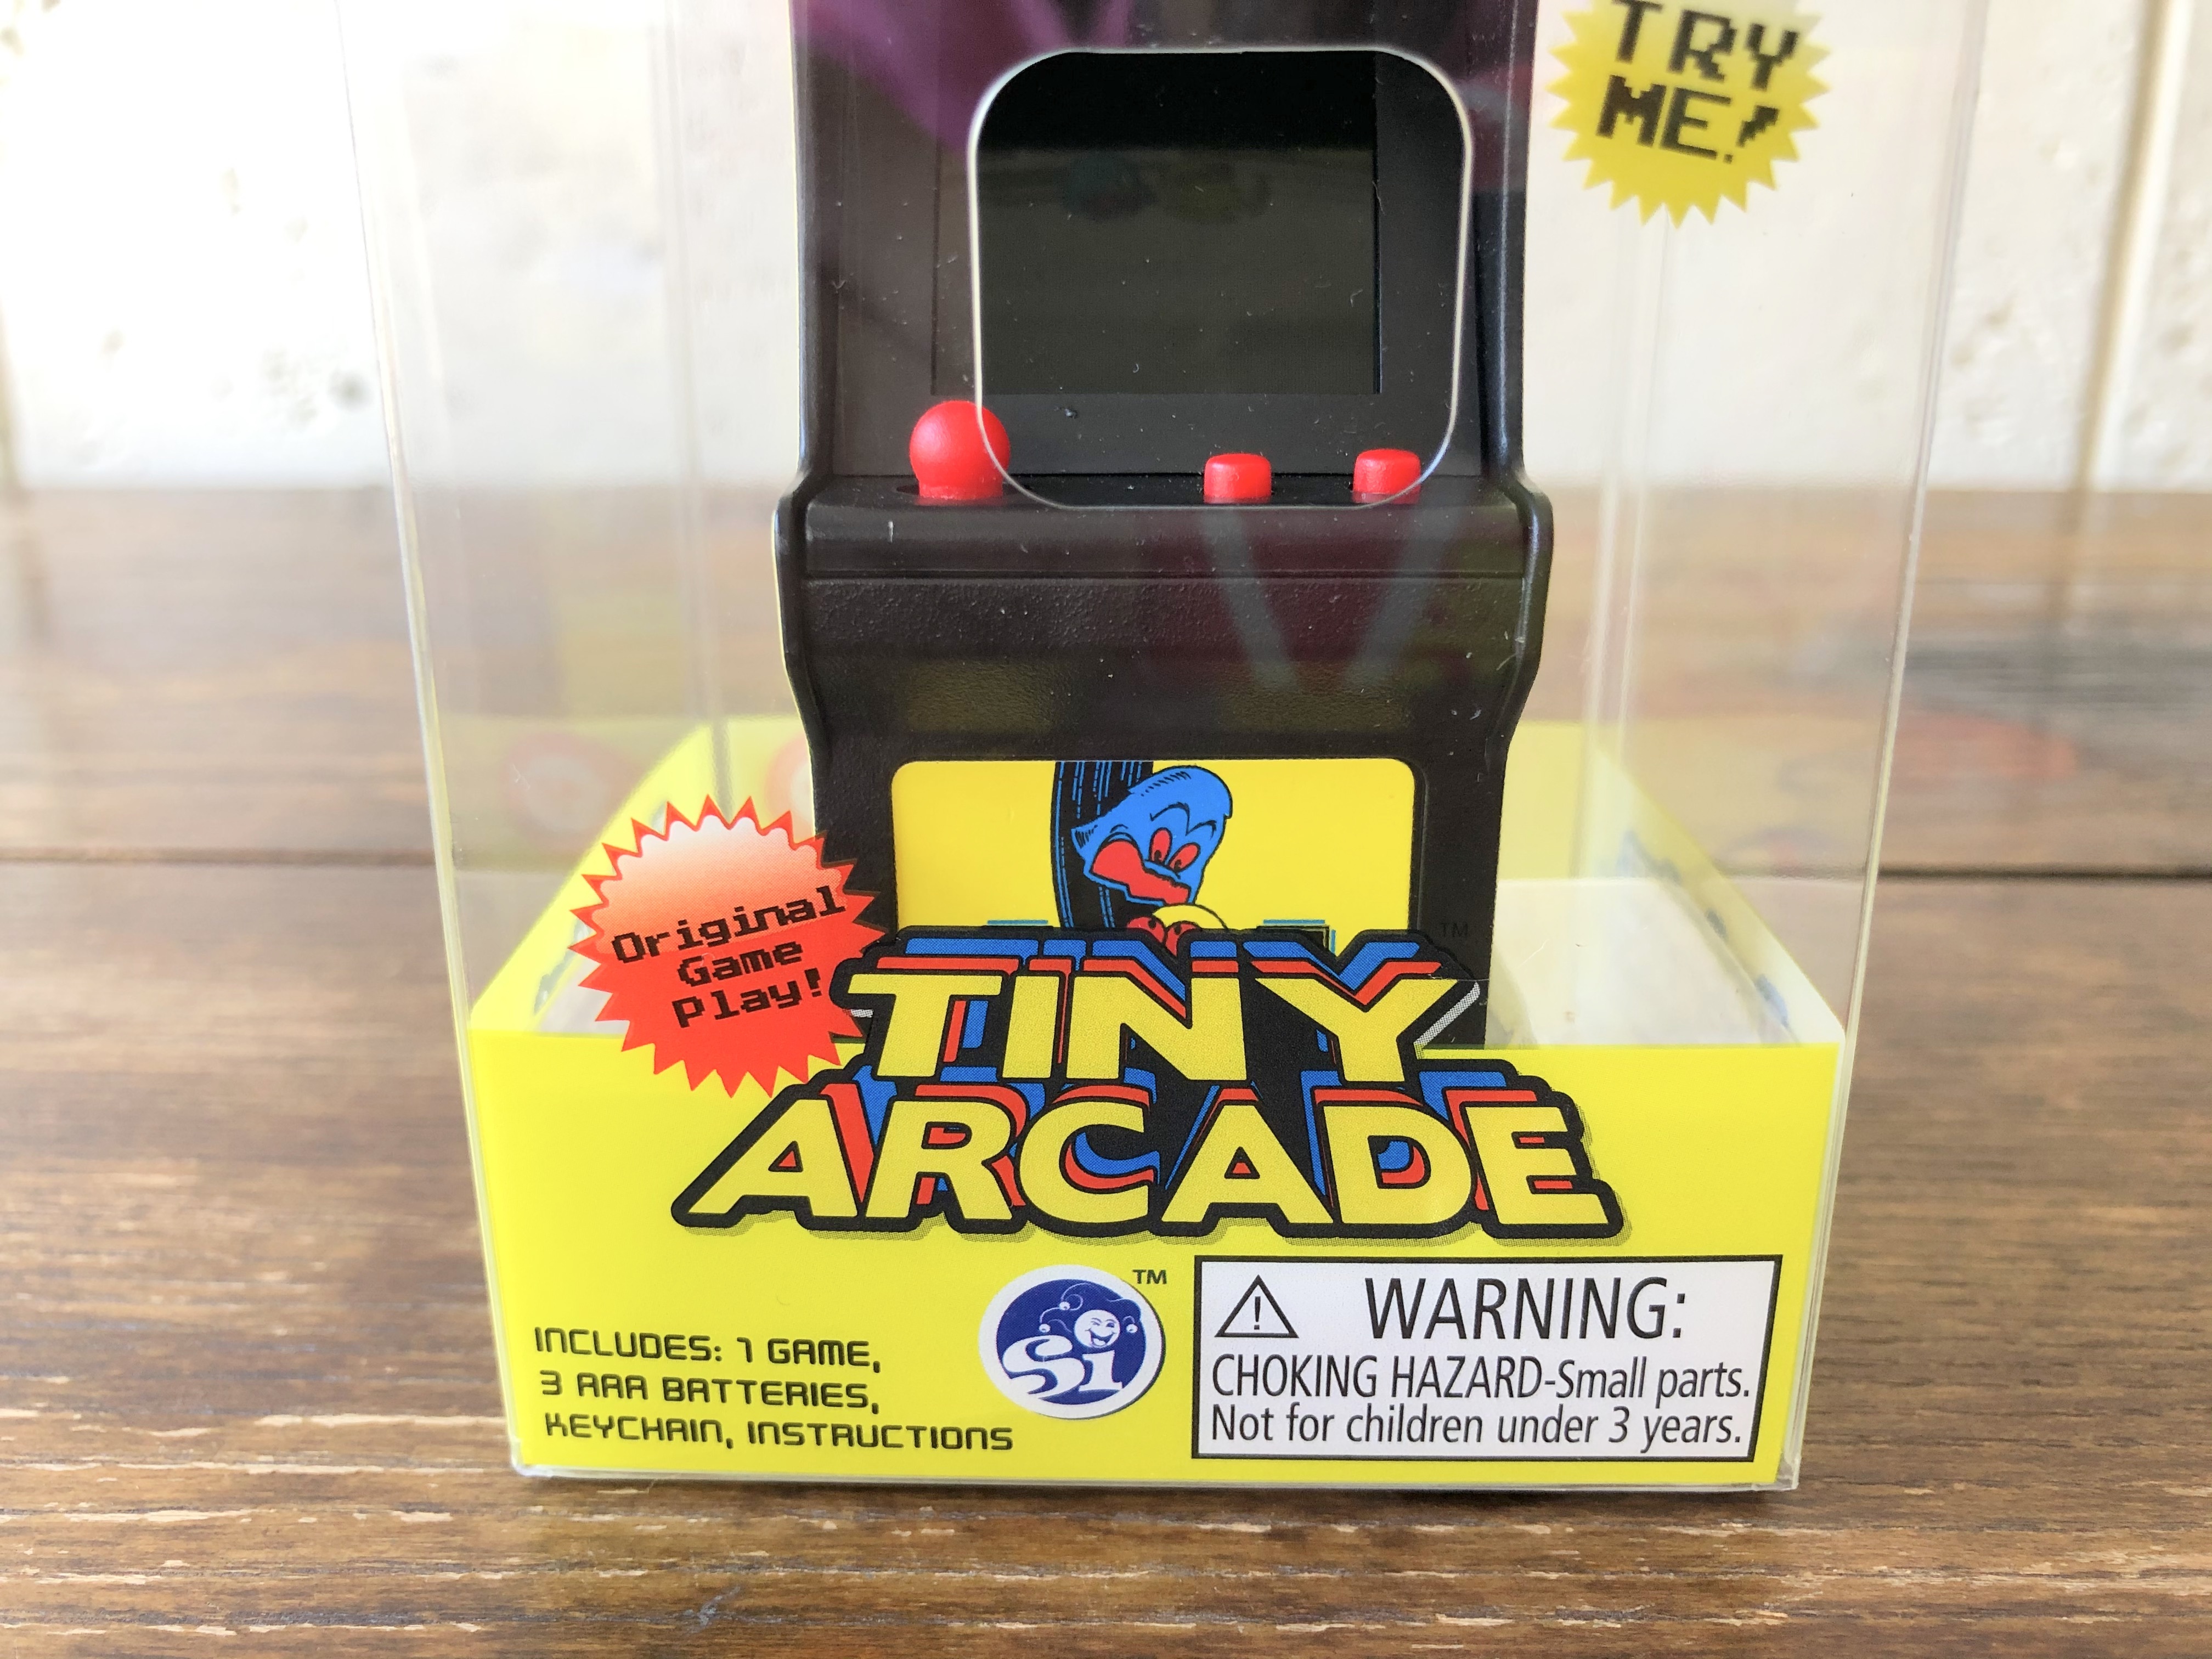 TRY
ME!
Original
Game
Play!
TM
TINY
ARCADE
TM
Si
INCLUDES: 1 GAME,
3 AAA BATTERIES,
KEYCHAIN, INSTRUCTIONS
WARNING:
CHOKING HAZARD-Small parts.
Not for children under 3 years.